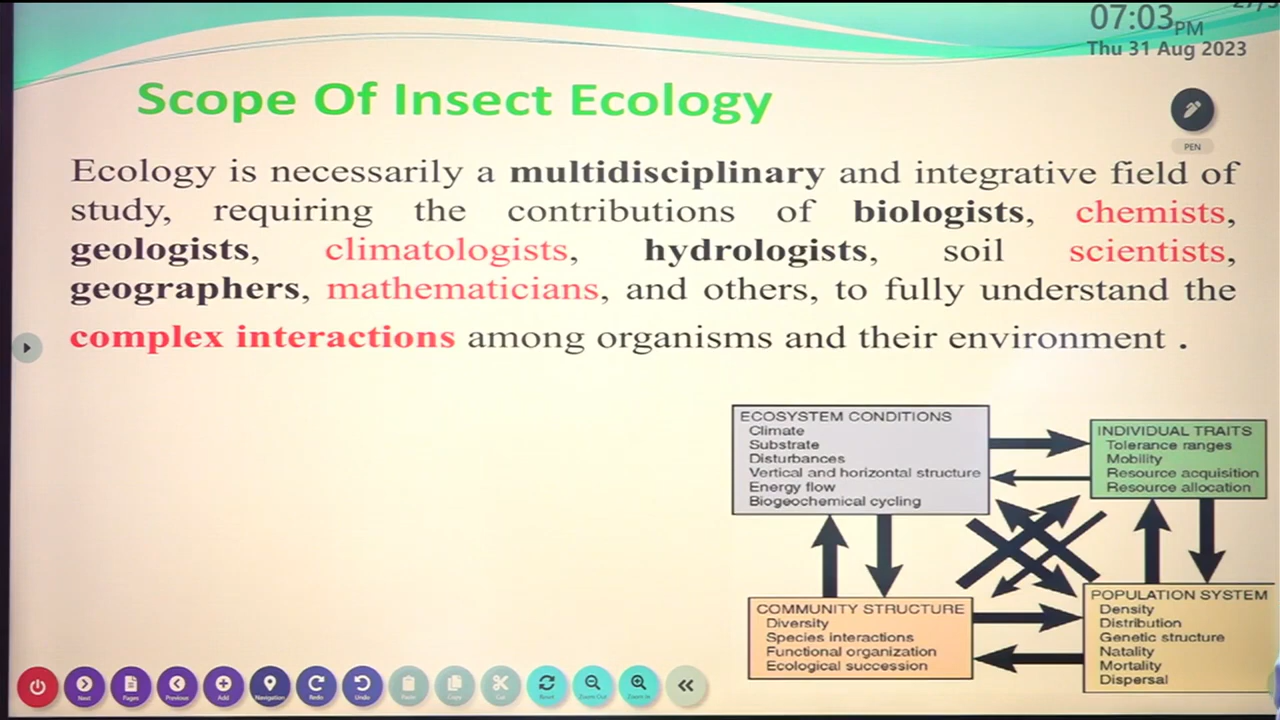 07:03 PM
Thu 31 Aug 2023
Scope Of Insect Ecology
PEN
Ecology is necessarily a multidisciplinary and integrative field of
study, requiring the contributions of biologists, chemists,
geologists, climatologists, hydrologists, soil scientists,
geographers, mathematicians, and others, to fully understand the
complex interactions among organisms and their environment .
ECOSYSTEM CONDITIONS
Climate
Substrate
Disturbances
Vertical and horizontal structure
Energy flow
Biogeochemical cycling
INDIVIDUAL TRAITS
Tolerance ranges
Mobility
Resource acquisition
Resource allocation
COMMUNITY STRUCTURE
Diversity
Species interactions
Functional organization
Ecological succession
POPULATION SYSTEM
Density
Distribution
Genetic structure
Natality
Mortality
Dispersal
Next
Pages
Previous
Add
Navigation
Redo
Undo
Paste
Copy
Cut
Reset
Zoom Out
Zoom In